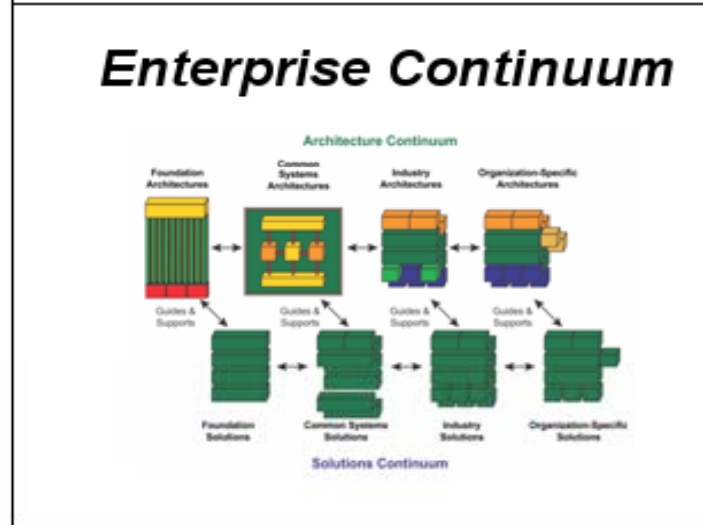 Enterprise Continuum
Architecture Continuum
Foundation
Architectures
Common
Systems
Architectures
Industry
Architectures
Organization-Specific
Architectures
Guides &
Supports
Guides &
Supports
Guides &
Supports
Guides &
Supports
Foundation
Solutions
Common Systems
Solutions
Industry
Solutions
Organization-Specific
Solutions
Solutions Continuum